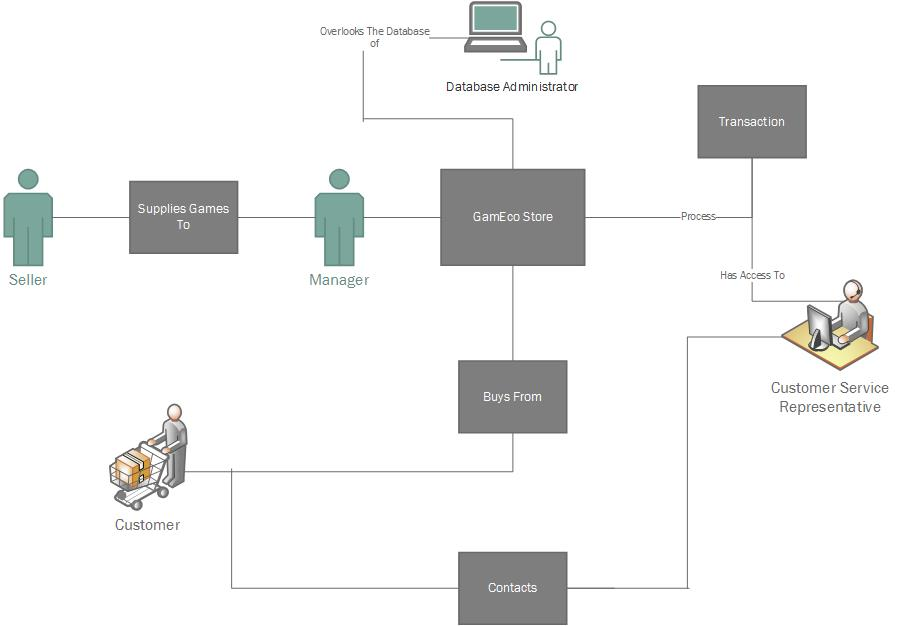 Overlooks The Database
of
Database Administrator
Transaction
Supplies Games
To
GamEco Store
Process
Seller
Manager
Has Access To
Customer Service
Representative
Buys From
Customer
Contacts